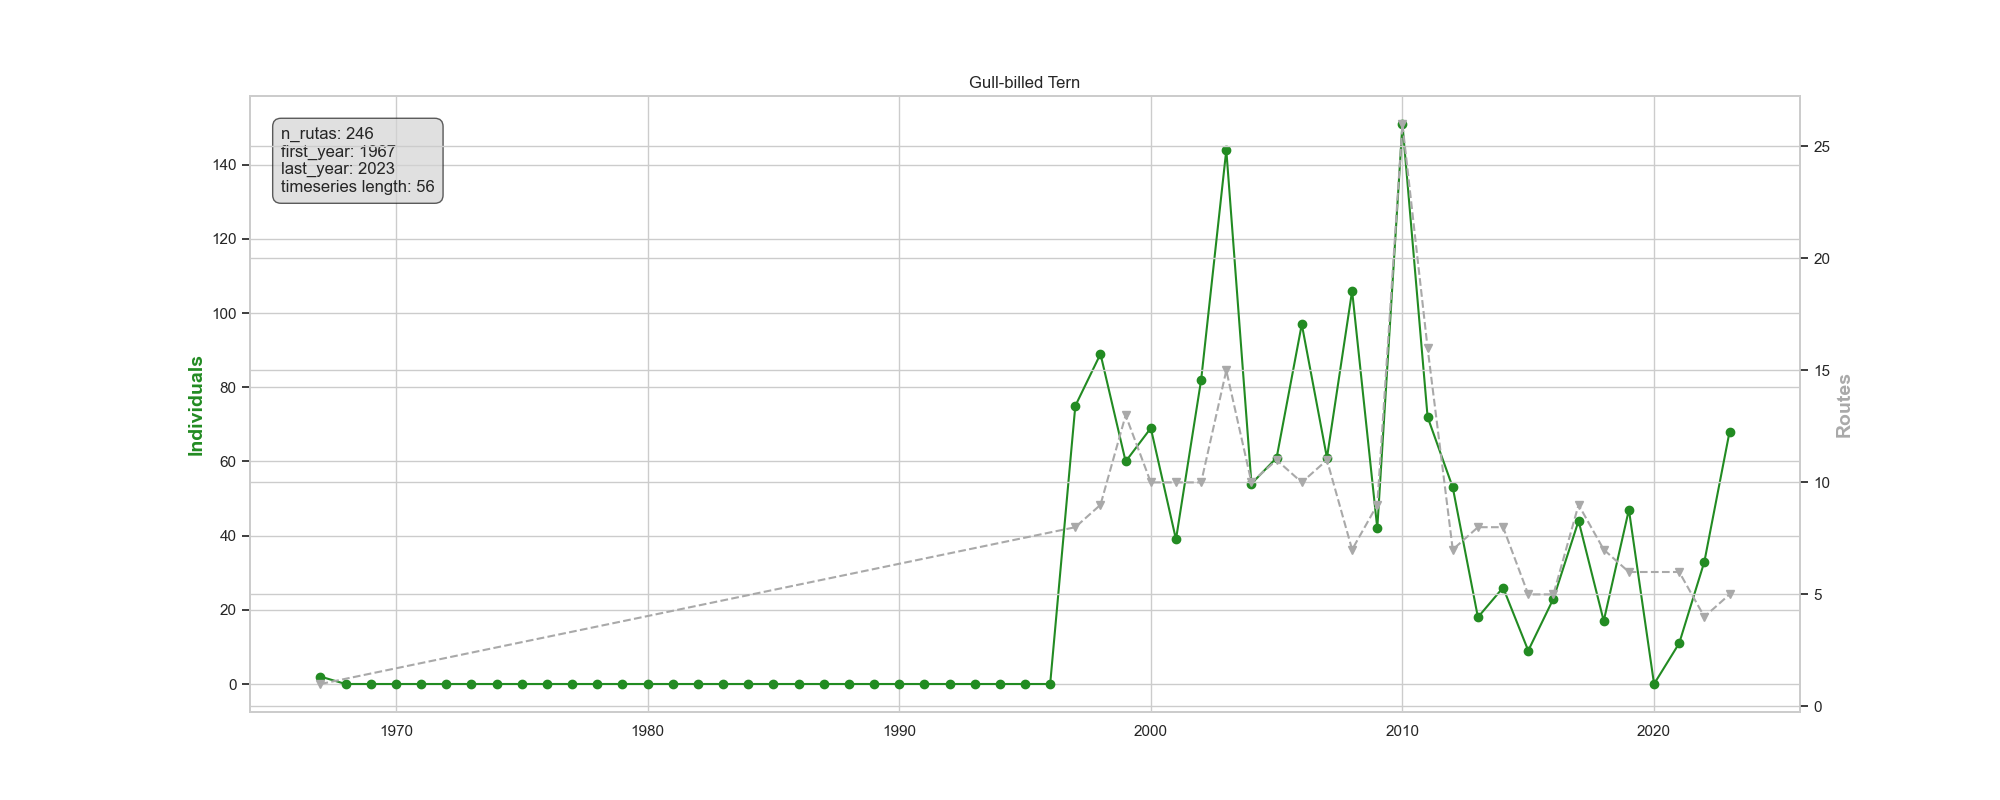 Gull-billed Tern
n_rutas: 246
first_year: 1967
last_year: 2023
timeseries length: 56
Individuals
140
120
100
80
60
40
20
0
Routes
25
20
15
10
5
0
1970 1980 1990 2000 2010 2020